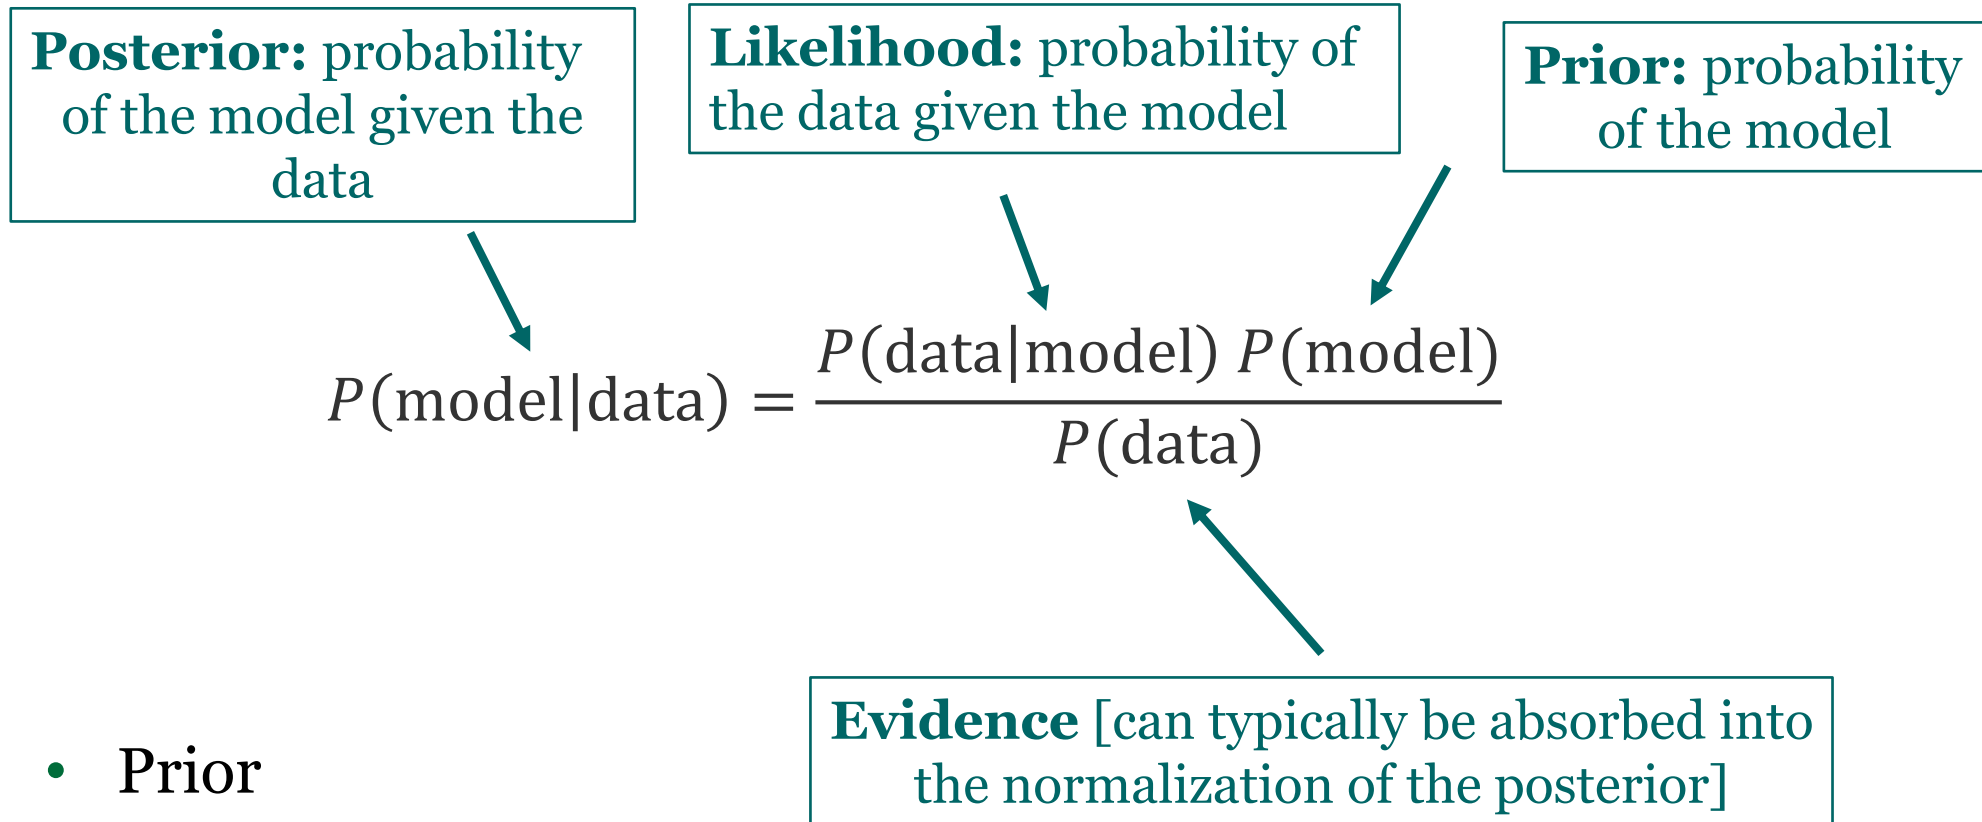 Posterior: probability
of the model given the
data
Likelihood: probability of
the data given the model
Prior: probability
of the model
P(model|data) = P(data|model) P(model)
P(data)
Evidence [can typically be absorbed into
the normalization of the posterior]
• Prior